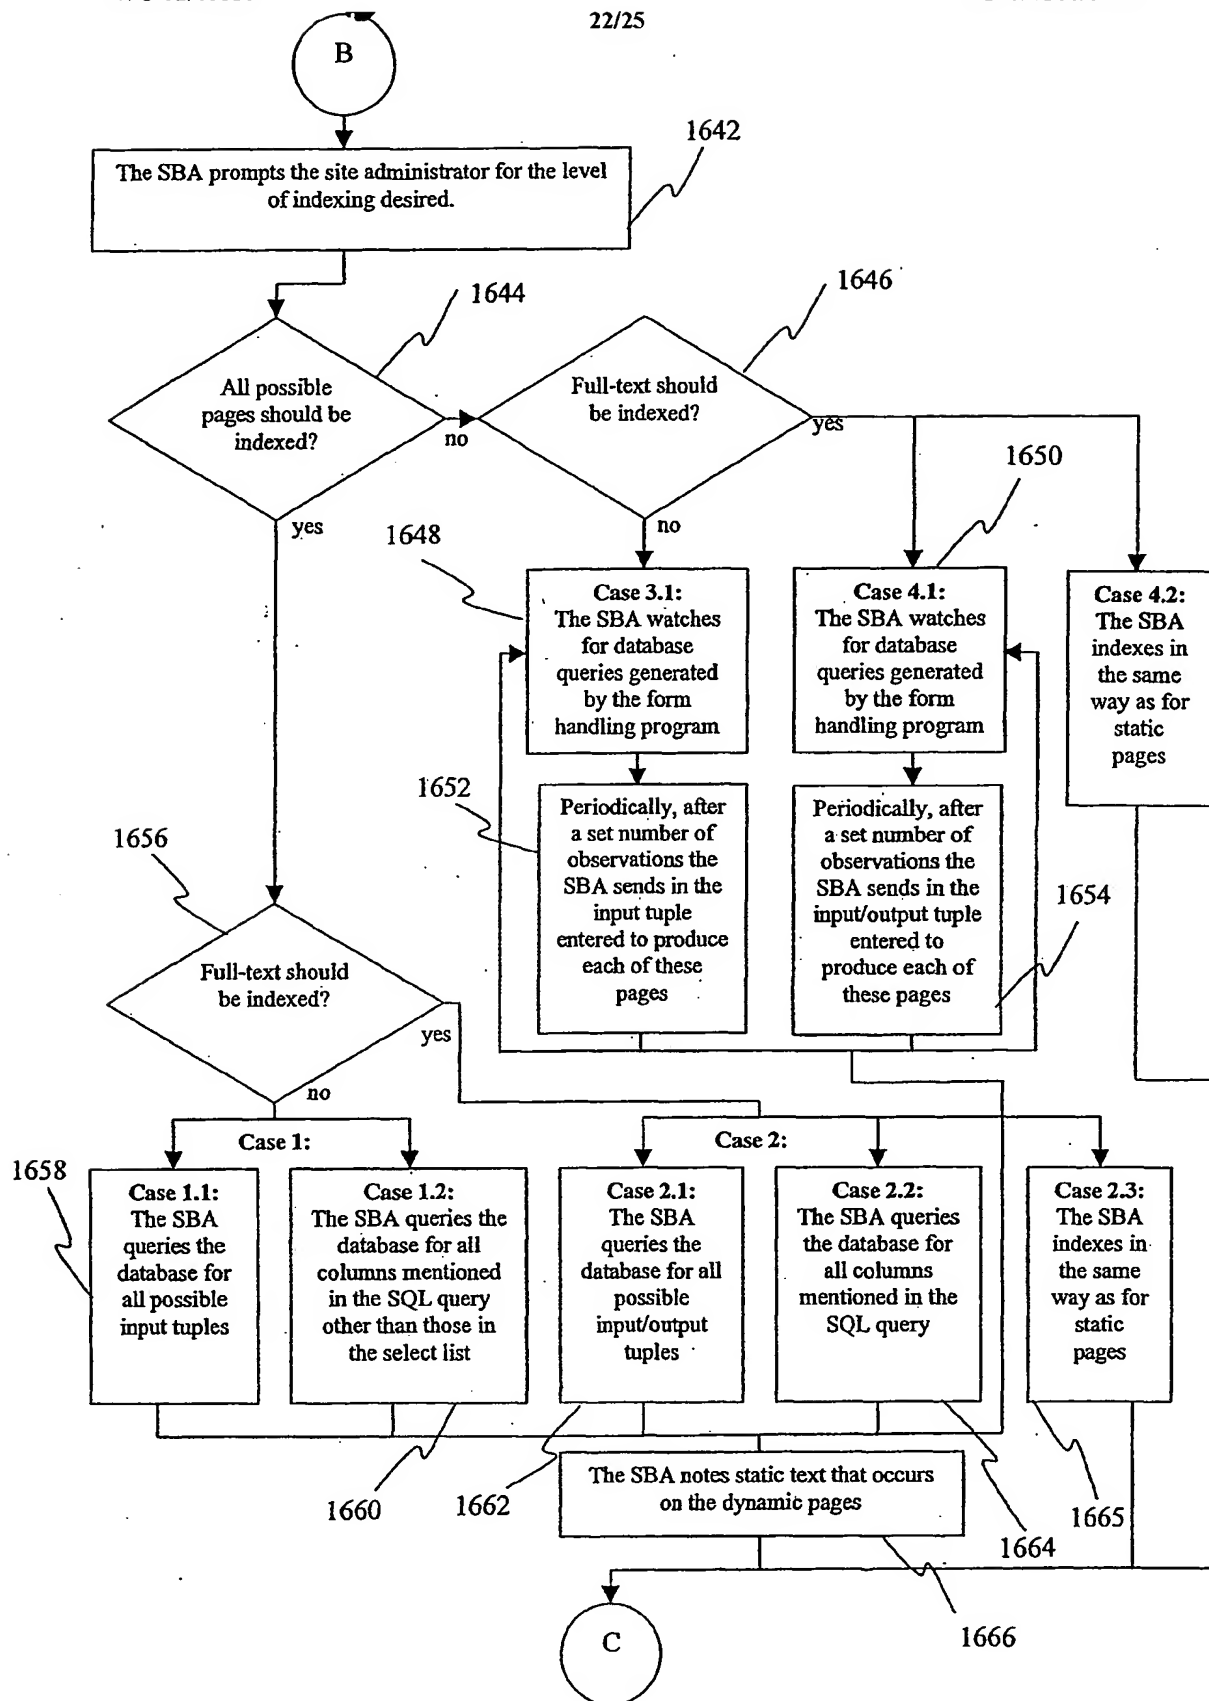 22/25
B
1642
The SBA prompts the site administrator for the level
of indexing desired.
1644
1646
All possible
pages should be
indexed?
no
yes
Full-text should
be indexed?
yes
no
1648
1650
Case 3.1:
The SBA watches
for database
queries generated
by the form
handling program
Case 4.1:
The SBA watches
for database
queries generated
by the form
handling program
Case 4.2:
The SBA
indexes in
the same
way as for
static
pages
1652
Periodically, after
a set number of
observations the
SBA sends in the
input tuple
entered to produce
each of these
pages
Periodically, after
a set number of
observations the
SBA sends in the
input/output tuple
entered to
produce each of
these pages
1654
1656
Full-text should
be indexed?
yes
no
Case 1:
Case 2:
1658
Case 1.1:
The SBA
queries the
database for
all possible
input tuples
Case 1.2:
The SBA queries the
database for all
columns mentioned
in the SQL query
other than those in
the select list
Case 2.1:
The SBA
queries the
database for all
possible
input/output
tuples
Case 2.2:
The SBA queries
the database for
all columns
mentioned in the
SQL query
Case 2.3:
The SBA
indexes in
the same
way as for
static
pages
1660
1662
The SBA notes static text that occurs
on the dynamic pages
1664
1665
1666
C